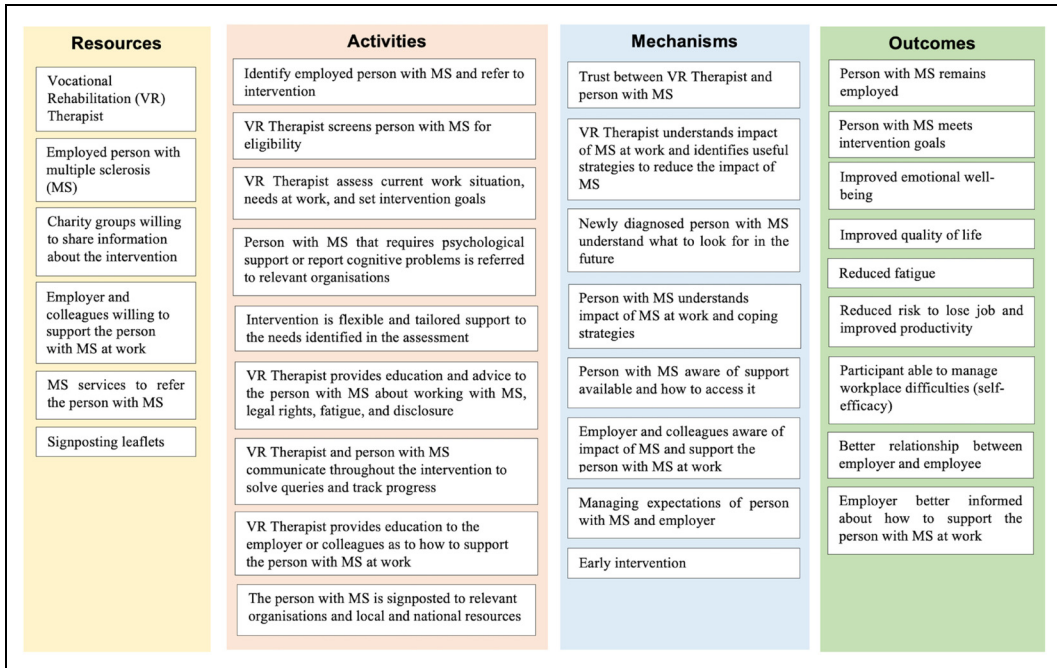 Resources
Vocational
Rehabilitation (VR)
Therapist
Employed person with
multiple sclerosis
(MS)
Charity groups willing
to share information
about the intervention
Employer and
colleagues willing to
support the person
with MS at work
MS services to refer
the person with MS
Signposting leaflets
Activities
Identify employed person with MS and refer to
intervention
VR Therapist screens person with MS for
eligibility
VR Therapist assess current work situation,
needs at work, and set intervention goals
Person with MS that requires psychological
support or report cognitive problems is referred
to relevant organisations
Intervention is flexible and tailored support to
the needs identified in the assessment
VR Therapist provides education and advice to
the person with MS about working with MS,
legal rights, fatigue, and disclosure
VR Therapist and person with MS
communicate throughout the intervention to
solve queries and track progress
VR Therapist provides education to the
employer or colleagues as to how to support
the person with MS at work
The person with MS is signposted to relevant
organisations and local and national resources
Mechanisms
Trust between VR Therapist and
person with MS
VR Therapist understands impact
of MS at work and identifies useful
strategies to reduce the impact of
MS
Newly diagnosed person with MS
understand what to look for in the
future
Person with MS understands
impact of MS at work and coping
strategies
Person with MS aware of support
available and how to access it
Employer and colleagues aware of
impact of MS and support the
person with MS at work
Managing expectations of person
with MS and employer
Early intervention
Outcomes
Person with MS remains
employed
Person with MS meets
intervention goals
Improved emotional well-
being
Improved quality of life
Reduced fatigue
Reduced risk to lose job and
improved productivity
Participant able to manage
workplace difficulties (self-
efficacy)
Better relationship between
employer and employee
Employer better informed
about how to support the
person with MS at work